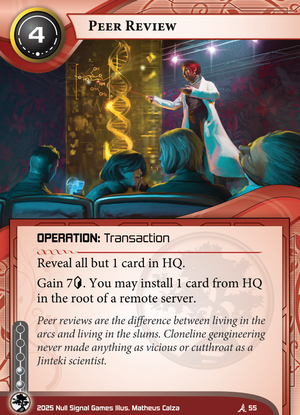 4
PEER REVIEW
OPERATION: Transaction
Reveal all but 1 card in HQ.
Gain 7. You may install 1 card from HQ
in the root of a remote server.
Peer reviews are the difference between living in the
arcs and living in the slums. Cloneline gengineering
never made anything as vicious or cutthroat as a
Jinteki scientist.
2025 Null Signal Games Illus. Matheus Calza
55